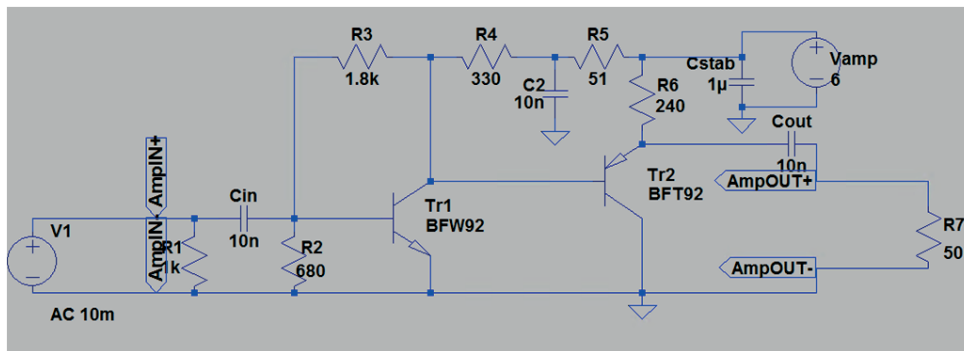 R3
1.8k
R4
330
R5
51
C2
10n
Cstab
1µ
Vamp
6
R6
240
Cout
10n
AmpIN+
AmpIN-
Cin
10n
V1
R1
1k
R2
680
Tr1
BFW92
Tr2
BFT92
AmpOUT+
AmpOUT-
R7
50
AC 10m